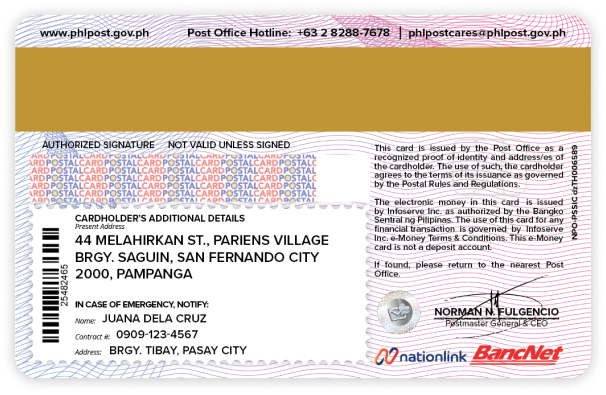 www.phlpost.gov.ph Post Office Hotline: +63 2 8288-7678 | phlpostcares@phlpost.gov.ph
AUTHORIZED SIGNATURE NOT VALID UNLESS SIGNED
POSTALCARDPOSTALCARDPOSTALCARDPOSTALCARDPOSTALCARDPOSTAL
CARDHOLDER'S ADDITIONAL DETAILS
Present Address
44 MELAHIRKAN ST., PARIENS VILLAGE
BRGY. SAGUIN, SAN FERNANDO CITY
2000, PAMPANGA
25482465
IN CASE OF EMERGENCY, NOTIFY:
Name: JUANA DELA CRUZ
Contract #: 0909-123-4567
Address: BRGY. TIBAY, PASAY CITY
This card is issued by the Post Office as a
recognized proof of identity and address/es of
the cardholder. The use of such, the cardholder
agrees to the terms of its issuance as governed
by the Postal Rules and Regulations.
The electronic money in this card is issued
by Infoserve Inc. as authorized by the Bangko
Sentral ng Pilipinas. The use of this card for any
financial transaction is governed by Infoserve
Inc. e-Money Terms & Conditions. This e-Money
card is not a deposit account.
If found, please return to the nearest Post
Office.
NORMAN N. FULGENCIO
Postmaster General & CEO
nationlink BancNet